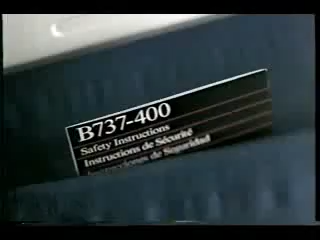 B737-400
Safety Instructions
Instructions de Sécurité
Instrucciones de Seguridad